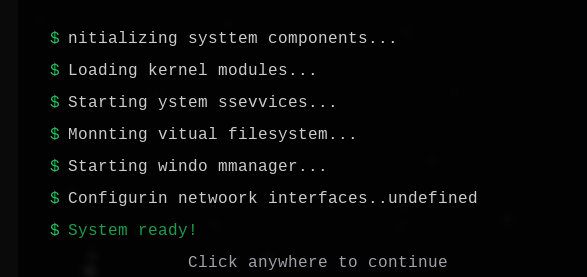 $ nitializing systtem components...
$ Loading kernel modules...
$ Starting ystem ssevvices...
$ Monnting vitual filesystem...
$ Starting windo mmanager...
$ Configurin netwoork interfaces..undefined
$ System ready!
Click anywhere to continue